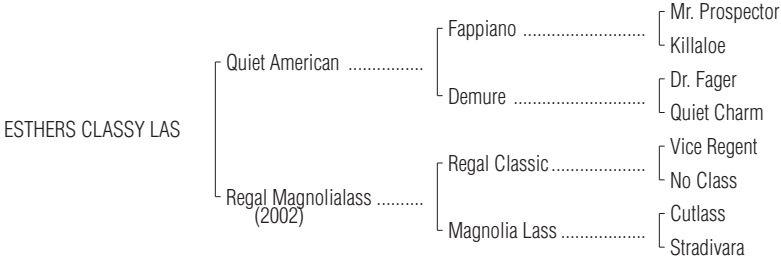 Mr. Prospector
Fappiano ..........................
Killaloe
Quiet American ................
Dr. Fager
Demure ............................
Quiet Charm
ESTHERS CLASSY LAS
Vice Regent
Regal Classic....................
No Class
Regal Magnolialass ..........
(2002)
Cutlass
Magnolia Lass ..................
Stradivara